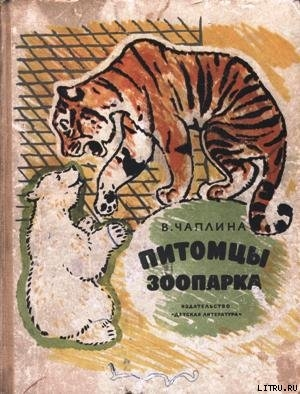 В. ЧАПЛИНА
ПИТОМЦЫ
ЗООПАРКА
ИЗДАТЕЛЬСТВО
"ДЕТСКАЯ ЛИТЕРАТУРА"
LITRU.RU